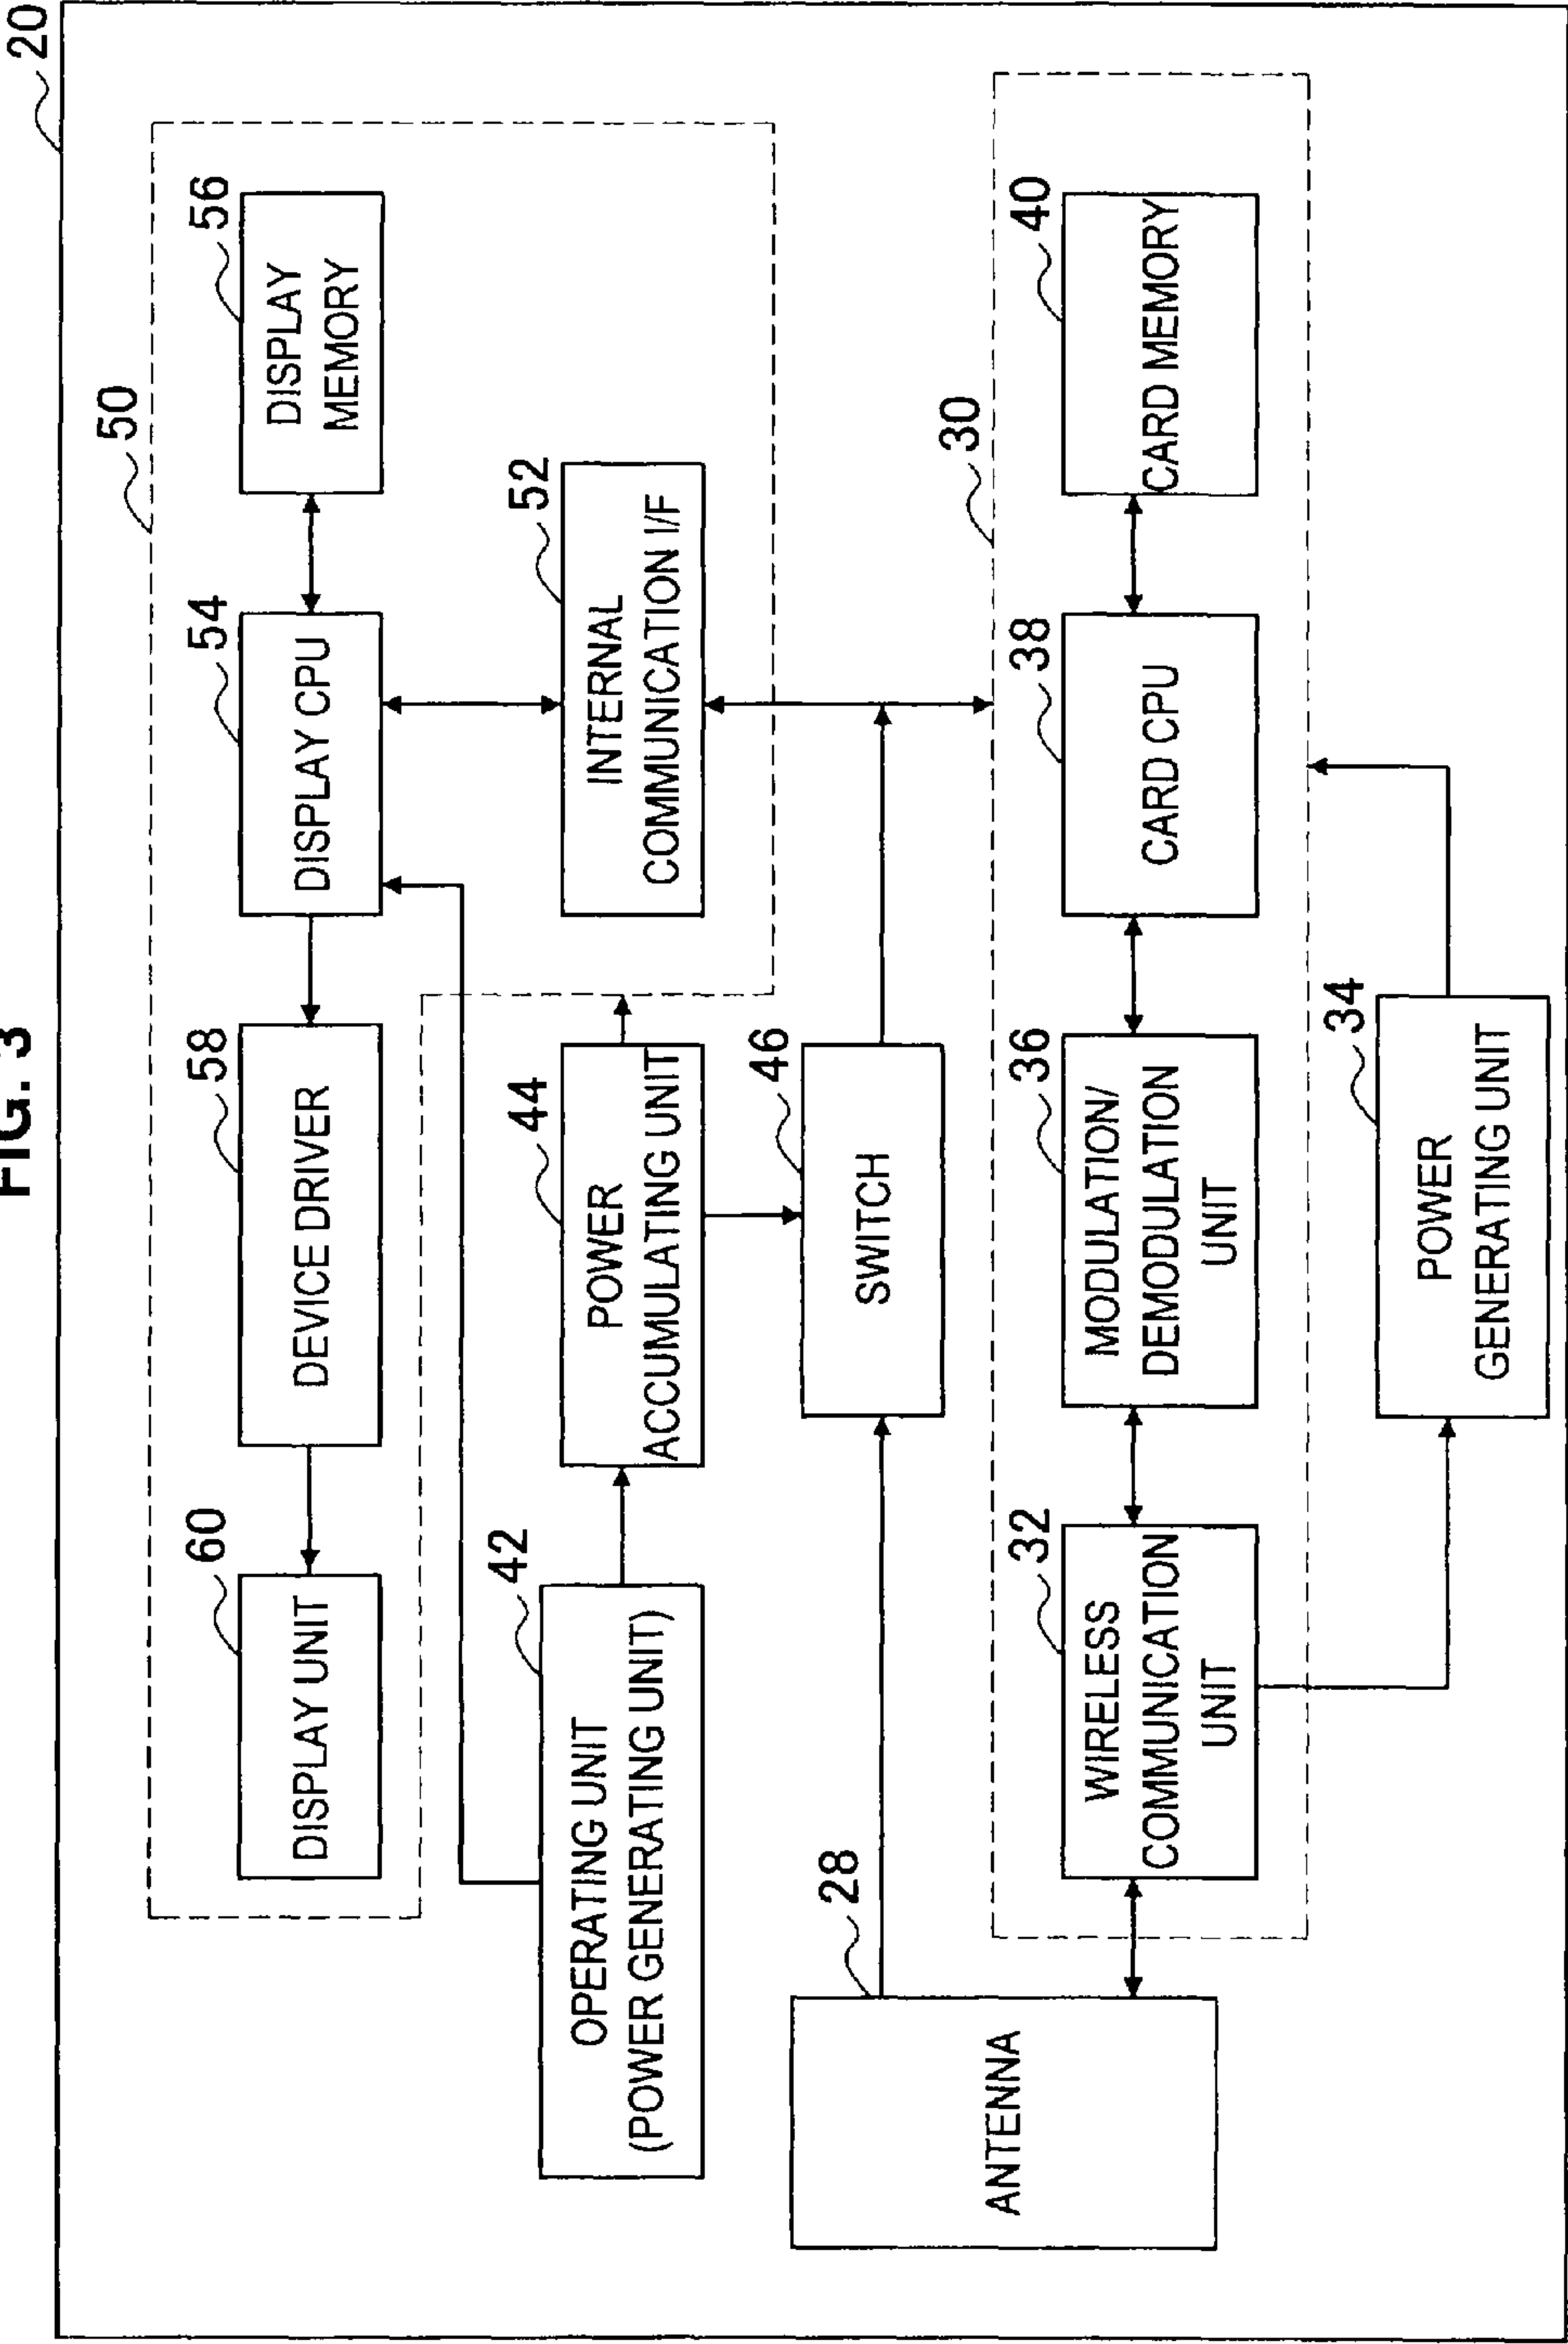 FIG. 3
20
50
60
DISPLAY UNIT
58
DEVICE DRIVER
54
DISPLAY CPU
56
DISPLAY
MEMORY
42
OPERATING UNIT
(POWER GENERATING UNIT)
44
POWER
ACCUMULATING UNIT
52
INTERNAL
COMMUNICATION I/F
28
ANTENNA
46
SWITCH
30
32
WIRELESS
COMMUNICATION
UNIT
36
MODULATION/
DEMODULATION
UNIT
38
CARD CPU
40
CARD MEMORY
34
POWER
GENERATING UNIT